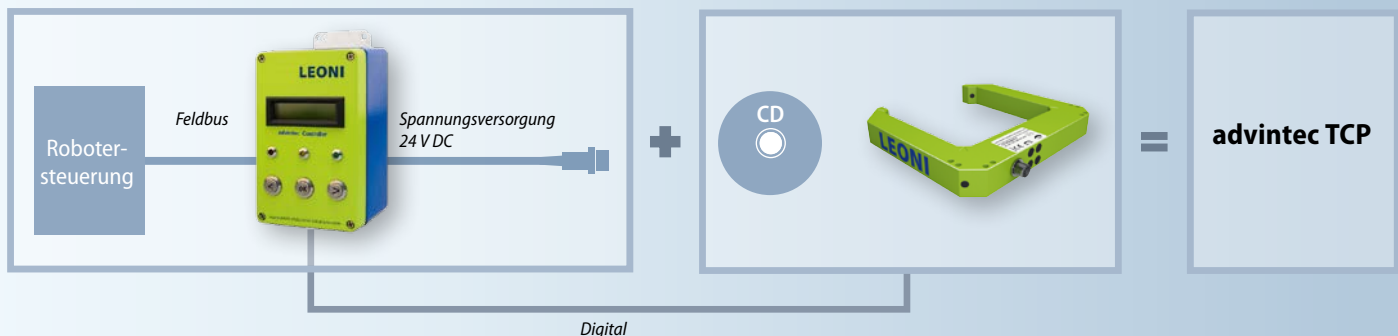 Roboter-
steuerung
Feldbus
LEONI
advintec Controller
Spannungsversorgung
24 V DC
CD
LEONI
advintec TCP
Digital